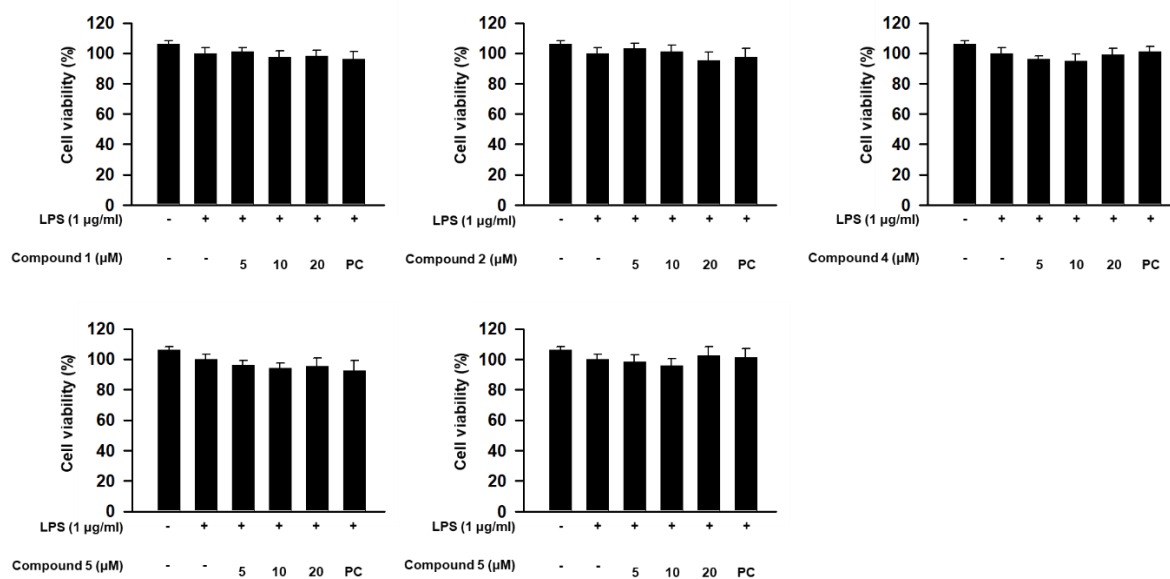 120
100
80
60
40
20
0
Cell viability (%)
LPS (1 µg/ml) - + + + + +
Compound 1 (µM) - - 5 10 20 PC
120
100
80
60
40
20
0
Cell viability (%)
LPS (1 µg/ml) - + + + + +
Compound 2 (µM) - - 5 10 20 PC
120
100
80
60
40
20
0
Cell viability (%)
LPS (1 µg/ml) - + + + + +
Compound 4 (µM) - - 5 10 20 PC
120
100
80
60
40
20
0
Cell viability (%)
LPS (1 µg/ml) - + + + + +
Compound 5 (µM) - - 5 10 20 PC
120
100
80
60
40
20
0
Cell viability (%)
LPS (1 µg/ml) - + + + + +
Compound 5 (µM) - - 5 10 20 PC